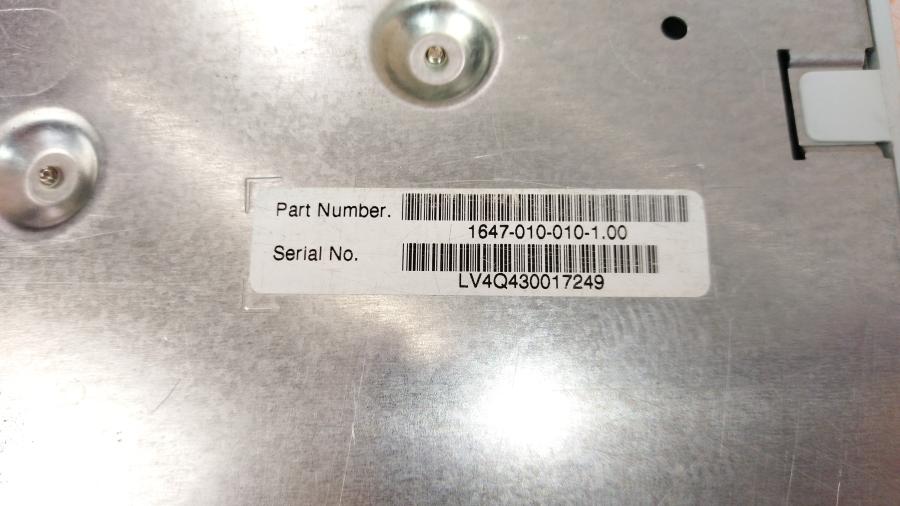 Part Number.
1647-010-010-1.00
Serial No.
LV4Q430017249